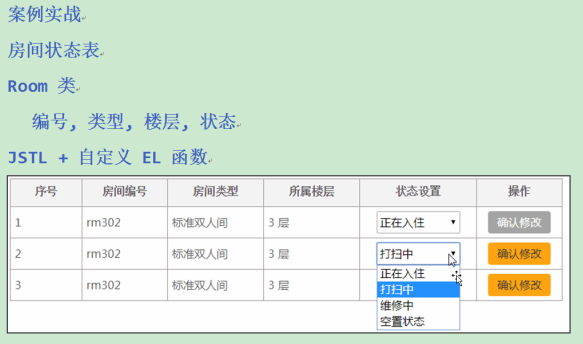 案例实战
房间状态表
Room 类
编号, 类型, 楼层, 状态
JSTL + 自定义 EL 函数
序号 房间编号 房间类型 所属楼层 状态设置 操作
1 rm302 标准双人间 3 层 正在入住 确认修改
2 rm302 标准双人间 3 层 打扫中 确认修改
3 rm302 标准双人间 3 层 正在入住 确认修改
打扫中
维修中
空置状态